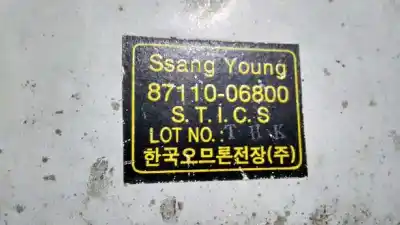 Ssang Young
87110-06800
S. T. I. C. S
LOT NO.: T H K
한국오므론전장(주)